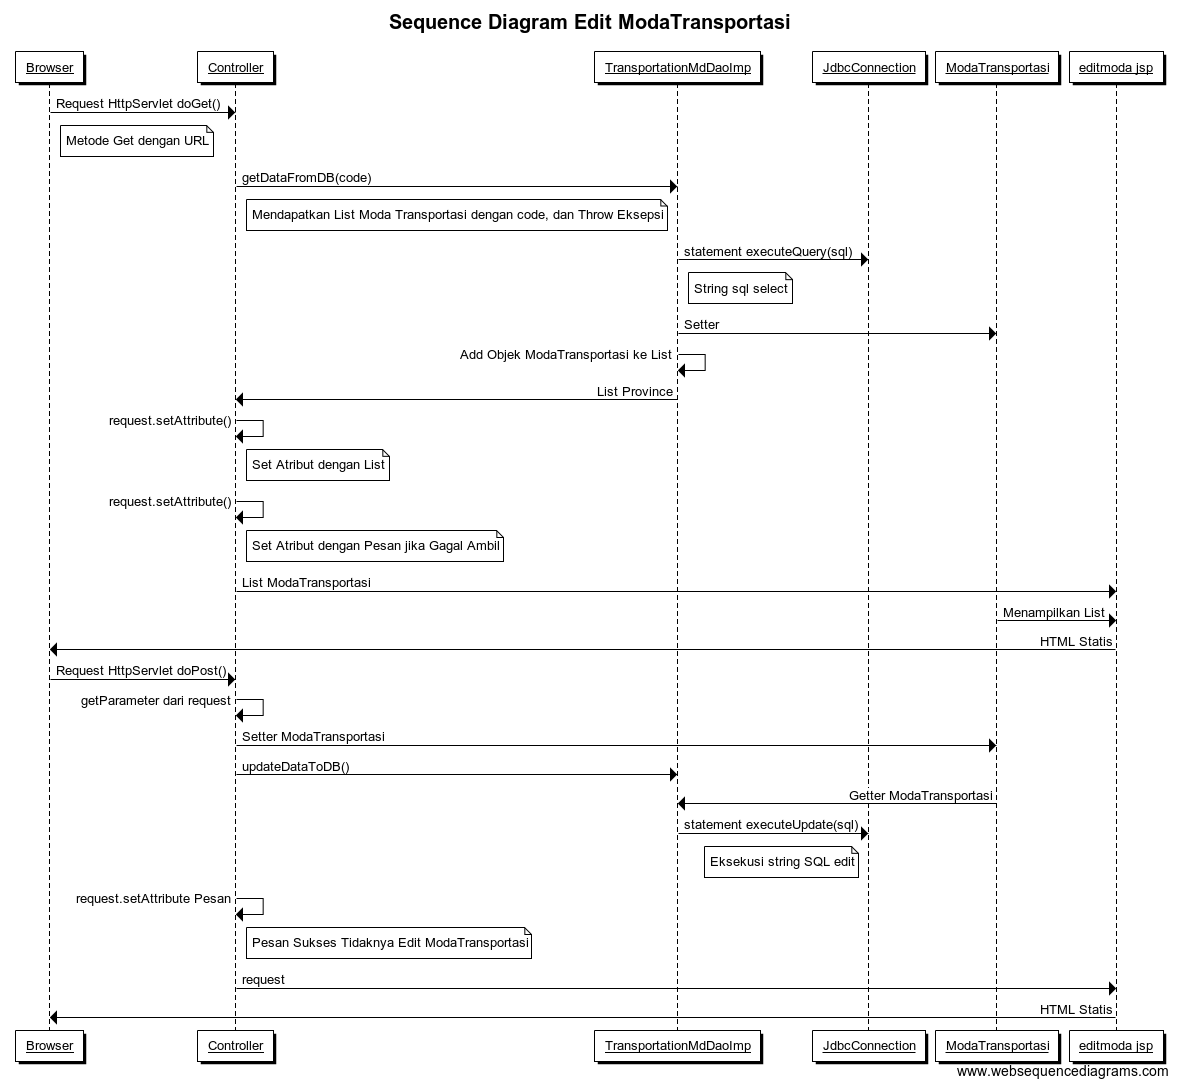 Sequence Diagram Edit ModaTransportasi
Browser
Controller
TransportationMdDaoImp
JdbcConnection
ModaTransportasi
editmoda jsp
Request HttpServlet doGet()
Metode Get dengan URL
getDataFromDB(code)
Mendapatkan List Moda Transportasi dengan code, dan Throw Eksepsi
statement executeQuery(sql)
String sql select
Setter
Add Objek ModaTransportasi ke List
List Province
request.setAttribute()
Set Atribut dengan List
request.setAttribute()
Set Atribut dengan Pesan jika Gagal Ambil
List ModaTransportasi
Menampilkan List
HTML Statis
Request HttpServlet doPost()
getParameter dari request
Setter ModaTransportasi
updateDataToDB()
Getter ModaTransportasi
statement executeUpdate(sql)
Eksekusi string SQL edit
request.setAttribute Pesan
Pesan Sukses Tidaknya Edit ModaTransportasi
request
HTML Statis
Browser
Controller
TransportationMdDaoImp
JdbcConnection
ModaTransportasi
editmoda jsp
www.websequencediagrams.com